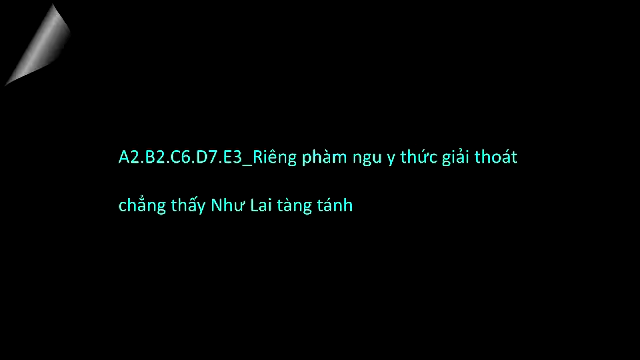 A2.B2.C6.D7.E3_Riêng phàm ngu y thức giải thoát
chẳng thấy Như Lai tàng tánh